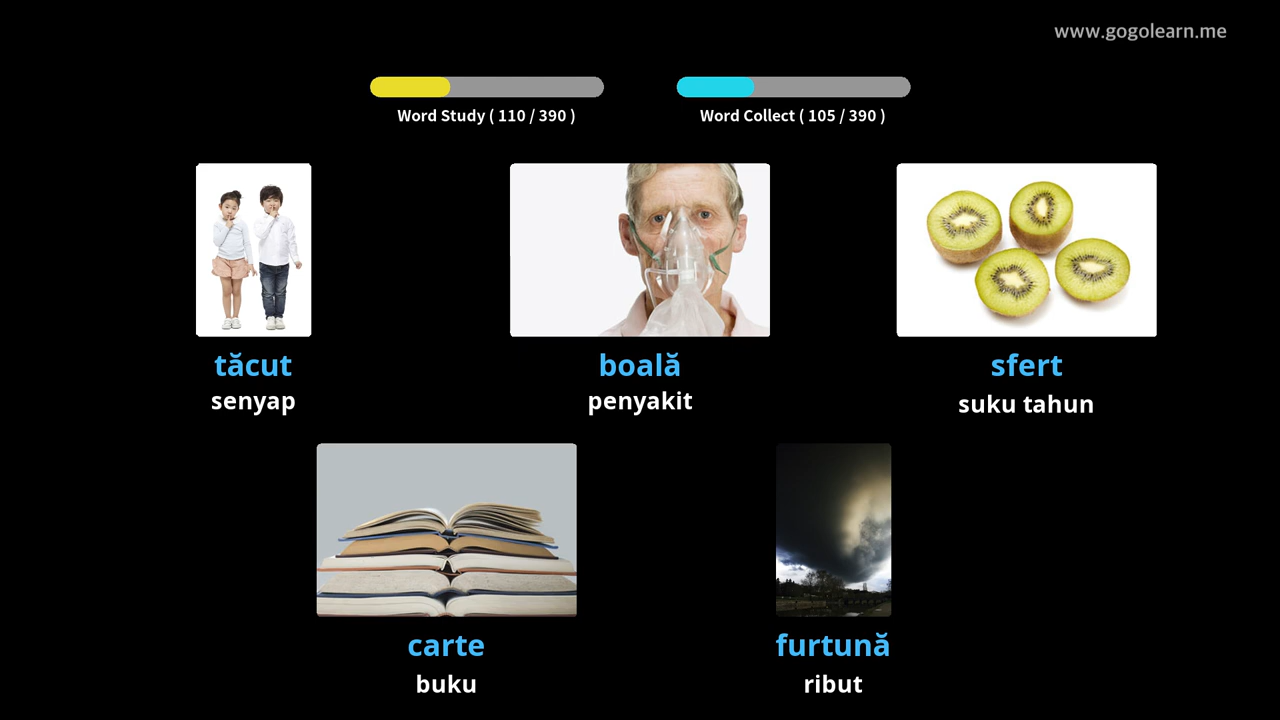 www.gogolearn.me
Word Study ( 110 / 390 )
Word Collect ( 105 / 390 )
tăcut
senyap
boală
penyakit
sfert
suku tahun
carte
buku
furtună
ribut